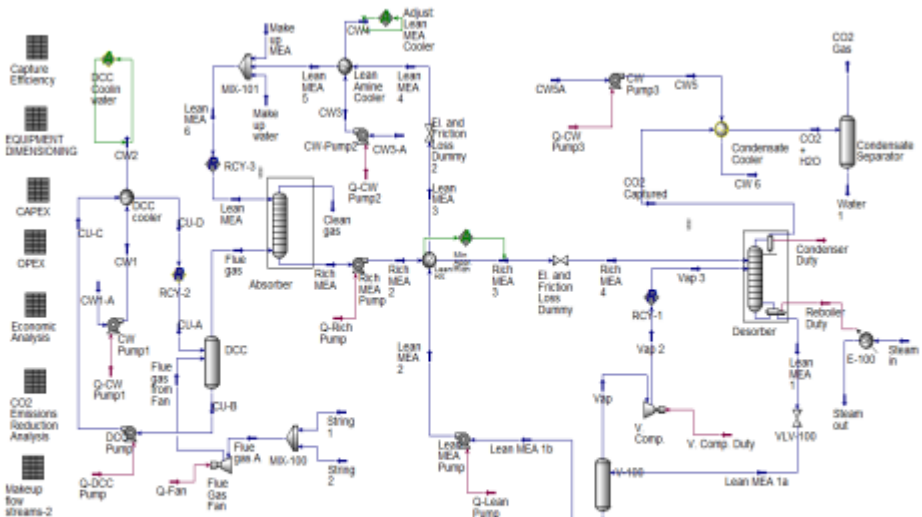 Capture
Efficiency
EQUIPMENT
DIMENSIONING
CAPEX
OPEX
Economic
Analysis
CO2
Emissions
Reduction
Analysis
Makeup
flow
streams-2
DCC
Coolin
water
CW2
DCC
cooler
CU-C
CU-D
CW1
CW1-A
RCY-2
CU-A
CW
Pump1
Q-CW
Pump1
Flue
gas
from
Fan
DCC
CU-B
DCC
Pump
Q-DCC
Pump
Q-Fan
Flue
Gas
Fan
Flue
gas A
MIX-100
String
1
String
2
Make
up
MEA
MIX-101
Make
up
water
Lean
MEA
6
Lean
MEA
5
Lean
Amine
Cooler
CW4
Adjust
Lean
MEA
Cooler
Lean
MEA
4
CW3
CW-Pump2
CW3-A
Q-CW
Pump2
El. and
Friction
Loss
Dummy
2
Lean
MEA
3
RCY-3
Lean
MEA
Clean
gas
Flue
gas
Absorber
Rich
MEA
Rich
MEA
Pump
Q-Rich
Pump
Rich
MEA
2
Rich
MEA
3
El. and
Friction
Loss
Dummy
Rich
MEA
4
Lean
MEA
2
Lean
MEA
Pump
Q-Lean
Pump
Lean MEA 1b
CW5A
CW
Pump3
Q-CW
Pump3
CW5
Condensate
Cooler
CW 6
CO2
+
H2O
CO2
Gas
Condensate
Separator
Water
1
CO2
Captured
Vap 3
RCY-1
Vap 2
Vap
V.
Comp.
V. Comp. Duty
V-100
Condenser
Duty
Desorber
Reboiler
Duty
E-100
Steam
in
Steam
out
Lean
MEA
1
VLV-100
Lean MEA 1a